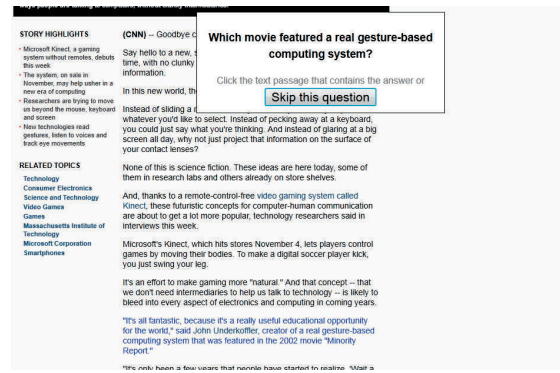 STORY HIGHLIGHTS
• Microsoft Kinect, a gaming
system without remotes, debuts
this week
• The system, on sale in
November, may help usher in a
new era of computing
• Researchers are trying to move
us beyond the mouse, keyboard
and screen
• New technologies read
gestures, listen to voices and
track eye movements
RELATED TOPICS
Technology
Consumer Electronics
Science and Technology
Video Games
Games
Massachusetts Institute of
Technology
Microsoft Corporation
Smartphones
Which movie featured a real gesture-based
computing system?
Click the text passage that contains the answer or
Skip this question
(CNN) -- Goodbye
Say hello to a new,
time, with no clunky
information.
In this new world,
Instead of sliding a
whatever you'd like to select. Instead of pecking away at a keyboard,
you could just say what you're thinking. And instead of glaring at a big
screen all day, why not just project that information on the surface of
your contact lenses?
None of this is science fiction. These ideas are here today, some of
them in research labs and others already on store shelves.
And, thanks to a remote-control-free video gaming system called
Kinect, these futuristic concepts for computer-human communication
are about to get a lot more popular, technology researchers said in
interviews this week.
Microsoft's Kinect, which hits stores November 4, lets players control
games by moving their bodies. To make a digital soccer player kick,
you just swing your leg.
It's an effort to make gaming more "natural." And that concept -- that
we don't need intermediaries to help us talk to technology -- is likely to
bleed into every aspect of electronics and computing in coming years.
"It's all fantastic, because it's a really useful educational opportunity
for the world," said John Underkoffler, creator of a real gesture-based
computing system that was featured in the 2002 movie "Minority
Report."
"It's only been a few years that people have started to realize, 'Wait a